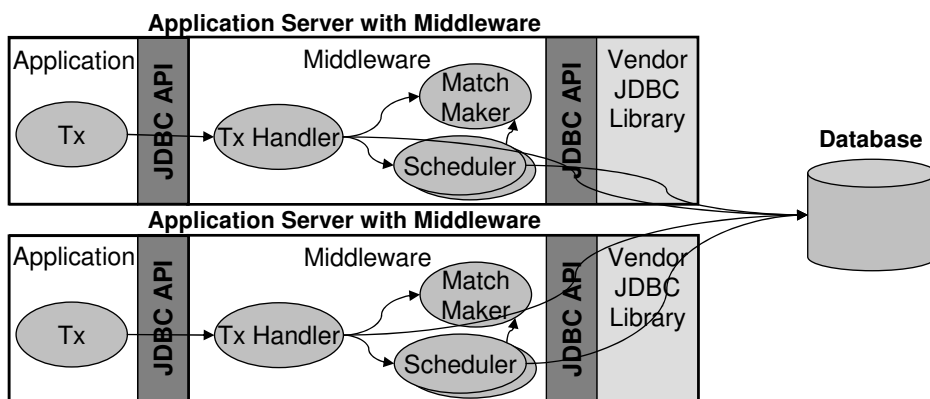 Application Server with Middleware
Application
JDBC API
Middleware
JDBC API
Vendor
JDBC
Library
Tx
Tx Handler
Match
Maker
Scheduler
Database
Application Server with Middleware
Application
JDBC API
Middleware
JDBC API
Vendor
JDBC
Library
Tx
Tx Handler
Match
Maker
Scheduler